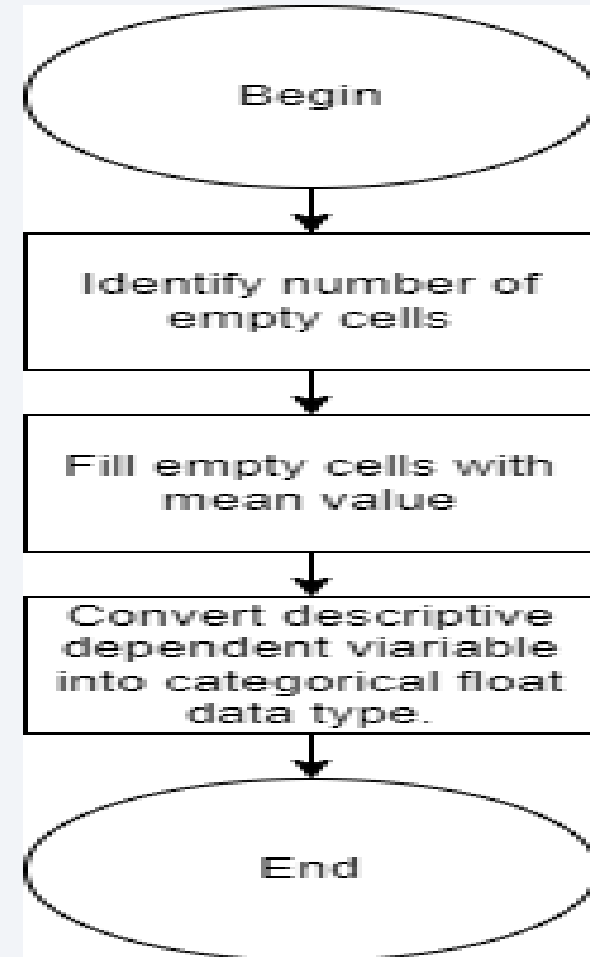 Begin
Identify number of
empty cells
Fill empty cells with
mean value
Convert descriptive
dependent viariable
into categorical float
data type.
End